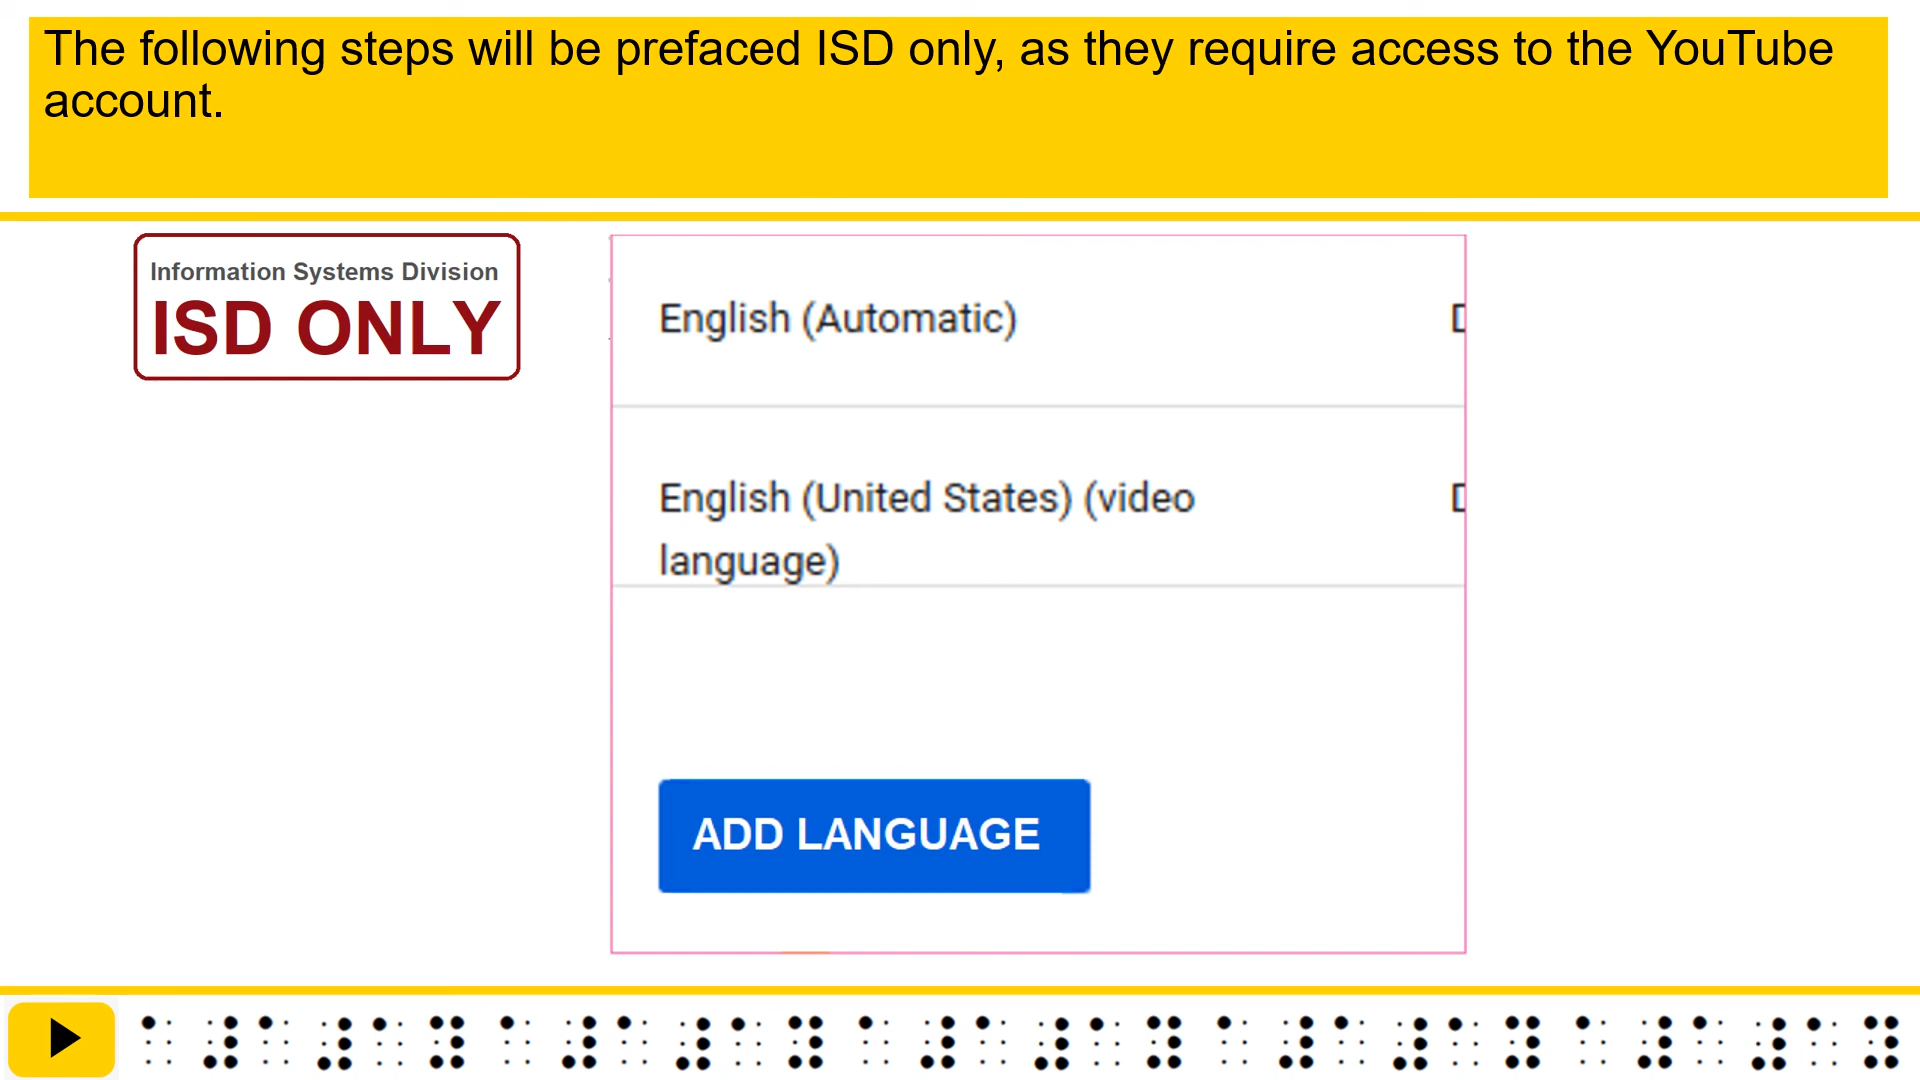 The following steps will be prefaced ISD only, as they require access to the YouTube
account.
Information Systems Division
ISD ONLY
English (Automatic)
English (United States) (video
language)
ADD LANGUAGE